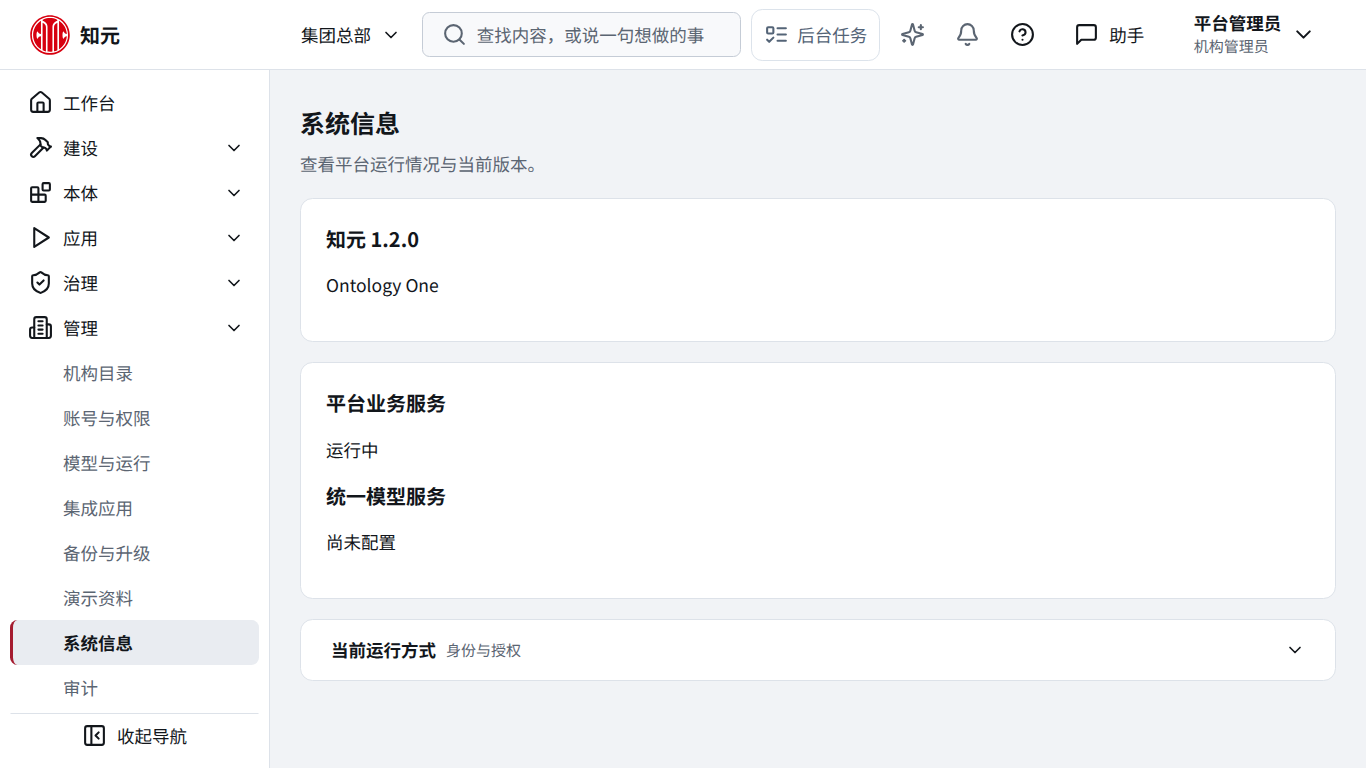 知元
集团总部
查找内容，或说一句想做的事
后台任务
助手
平台管理员
机构管理员
工作台
建设
本体
应用
治理
管理
机构目录
账号与权限
模型与运行
集成应用
备份与升级
演示资料
系统信息
审计
收起导航
系统信息
查看平台运行情况与当前版本。
知元 1.2.0
Ontology One
平台业务服务
运行中
统一模型服务
尚未配置
当前运行方式 身份与授权